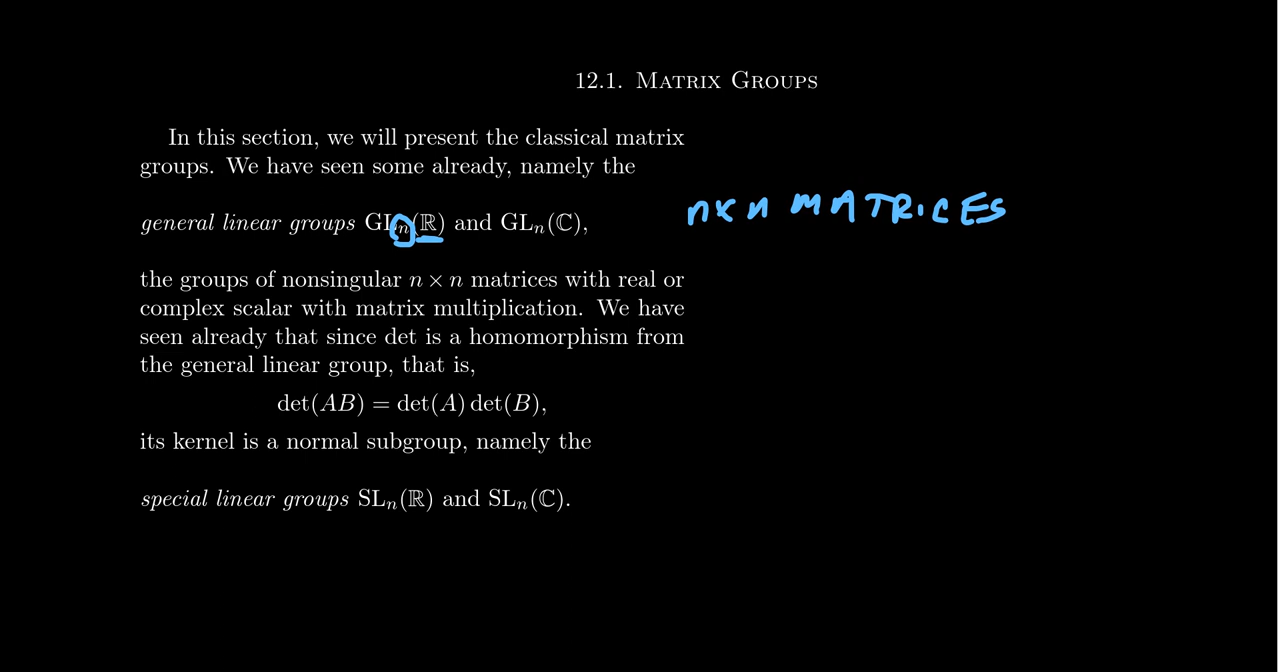 12.1. Matrix Groups
In this section, we will present the classical matrix
groups. We have seen some already, namely the
n x n MATRICES
general linear groups GLₙ(ℝ) and GLₙ(ℂ),
the groups of nonsingular n × n matrices with real or
complex scalar with matrix multiplication. We have
seen already that since det is a homomorphism from
the general linear group, that is,
det(AB) = det(A) det(B),
its kernel is a normal subgroup, namely the
special linear groups SLₙ(ℝ) and SLₙ(ℂ).